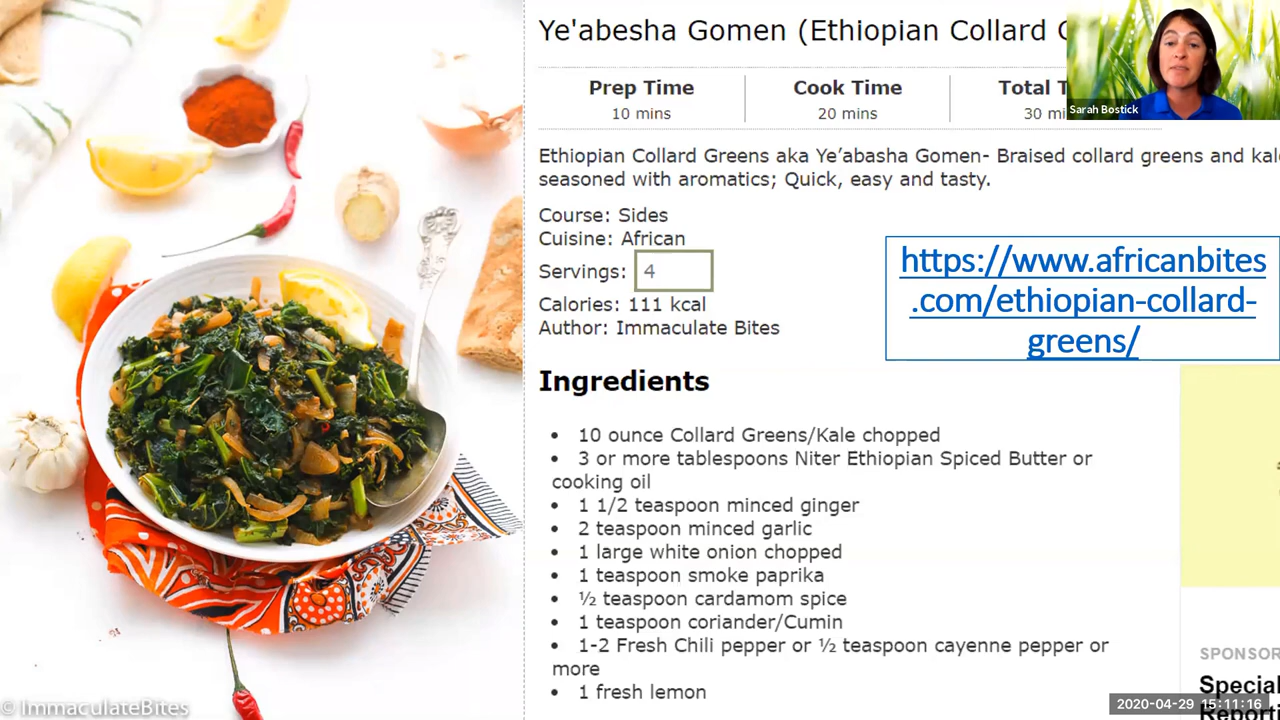 Ye'abesha Gomen (Ethiopian Collard
Sarah Bostick
Prep Time
10 mins
Cook Time
20 mins
Total
30
Ethiopian Collard Greens aka Ye’abasha Gomen- Braised collard greens and
seasoned with aromatics; Quick, easy and tasty.
Course: Sides
Cuisine: African
Servings: 4
Calories: 111 kcal
Author: Immaculate Bites
https://www.africanbites
.com/ethiopian-collard-
greens/
Ingredients
• 10 ounce Collard Greens/Kale chopped
• 3 or more tablespoons Niter Ethiopian Spiced Butter or
cooking oil
• 1 1/2 teaspoon minced ginger
• 2 teaspoon minced garlic
• 1 large white onion chopped
• 1 teaspoon smoke paprika
• ½ teaspoon cardamom spice
• 1 teaspoon coriander/Cumin
• 1-2 Fresh Chili pepper or ½ teaspoon cayenne pepper or
more
• 1 fresh lemon
SPONSOR
Special
2020-04-29 15:11:16
© ImmaculateBites